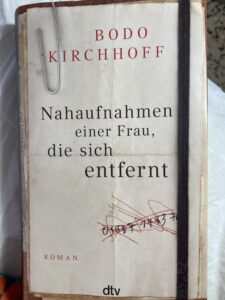 BODO
KIRCHHOFF
Nahaufnahmen
einer Frau,
die sich
entfernt
ROMAN
dtv